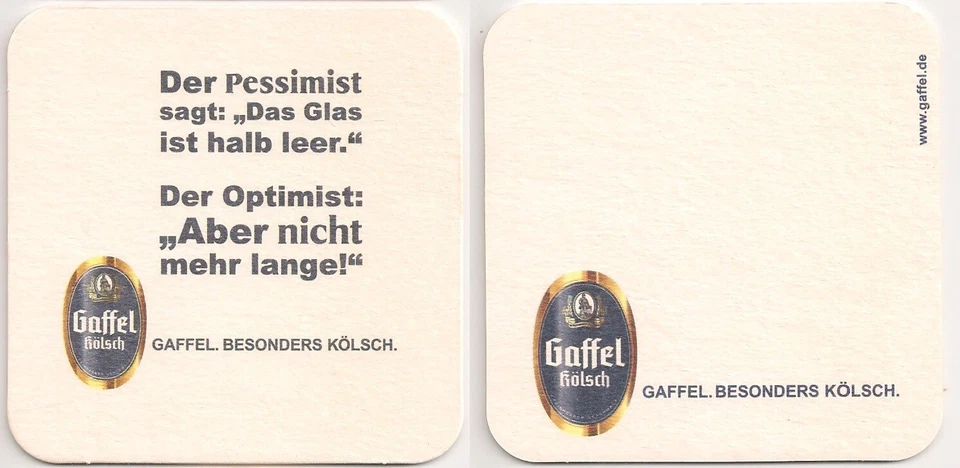 Der Pessimist
sagt: „Das Glas
ist halb leer.“
Der Optimist:
„Aber nicht
mehr lange!“
Gaffel
Kölsch
GAFFEL. BESONDERS KÖLSCH.
www.gaffel.de
Gaffel
Kölsch
GAFFEL. BESONDERS KÖLSCH.